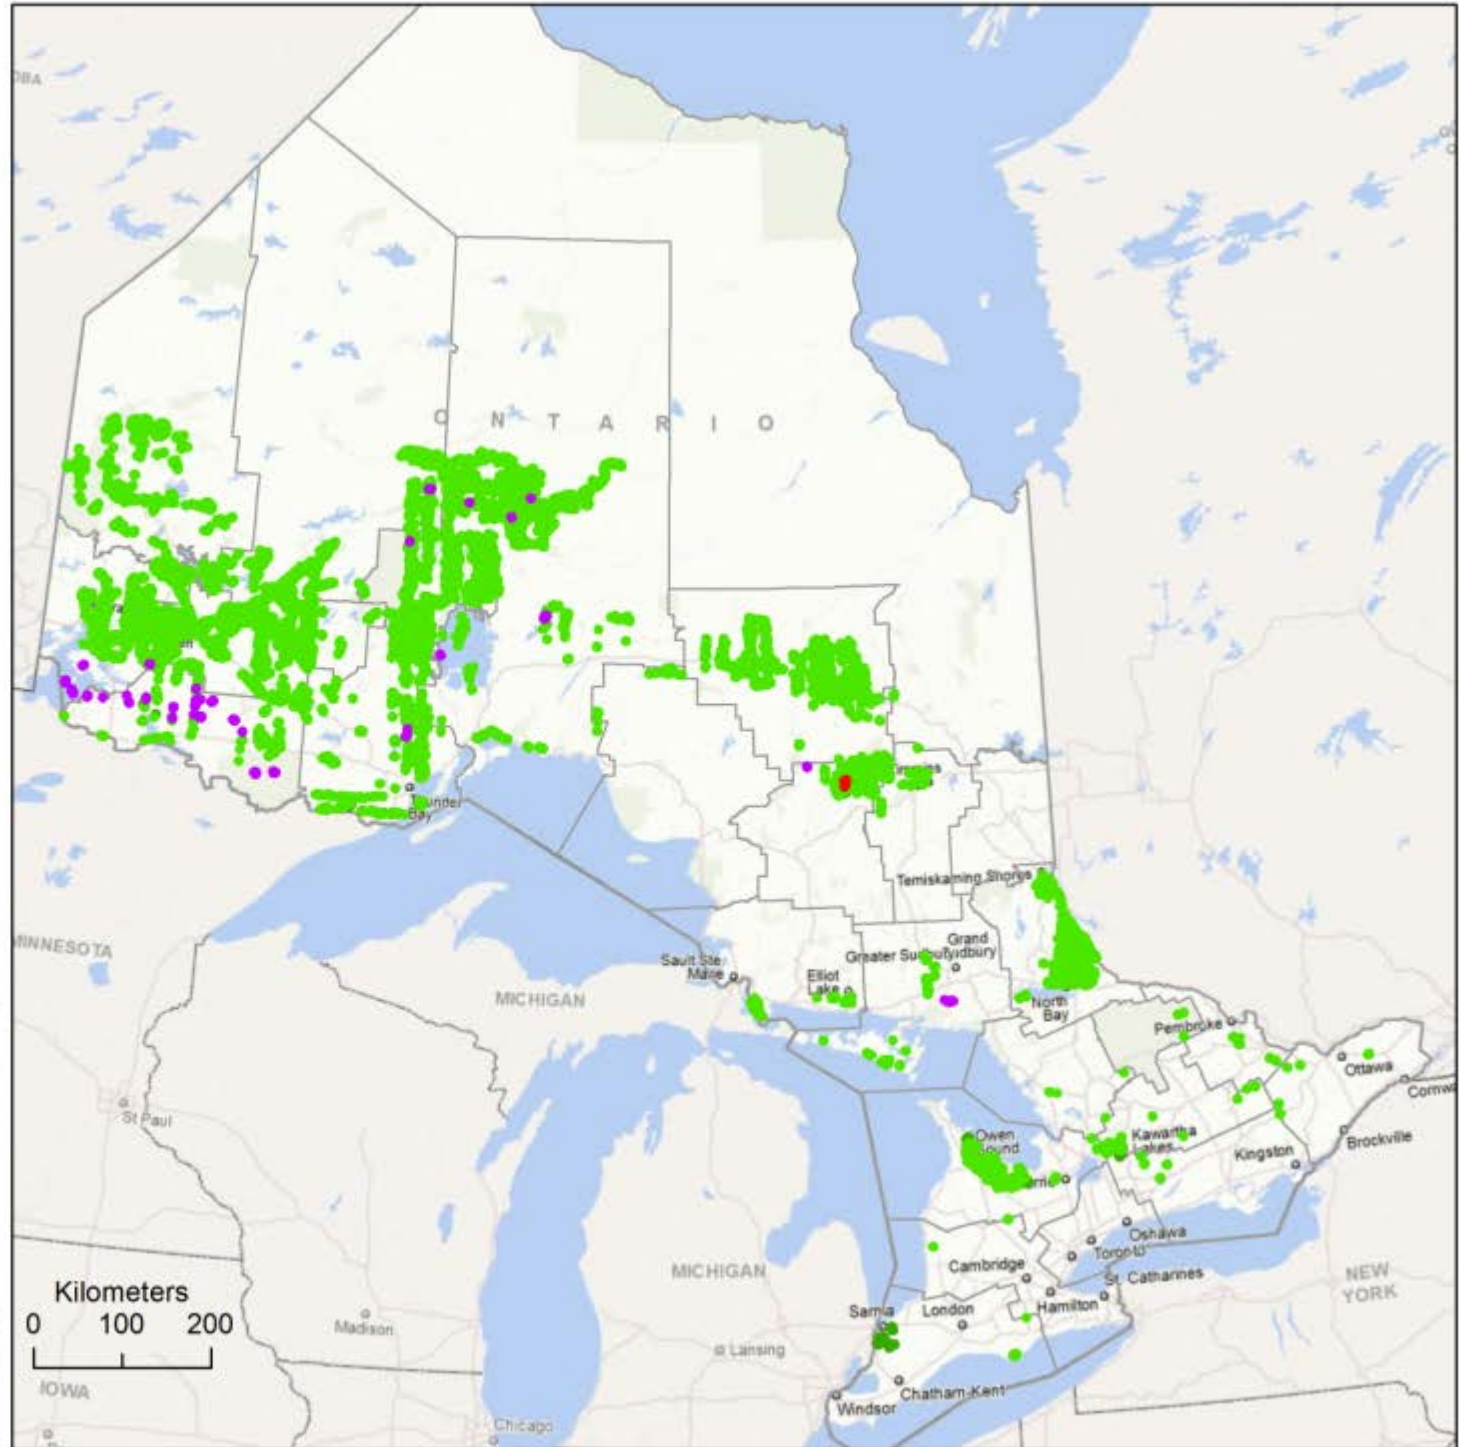 O N T A R I O
Thunder
Bay
Temiskaming Shores
MINNESOTA
Sault Ste.
Marie
Elliot
Lake
Greater Sudbury
Grand
Sudbury
North
Bay
MICHIGAN
Pembroke
Ottawa
St Paul
Owen
Sound
Kawartha
Lakes
Kingston
Brockville
Oshawa
Toronto
Cambridge
St. Catharines
Hamilton
NEW
YORK
MICHIGAN
Kilometers
0 100 200
Sarnia
London
Madison
Lansing
IOWA
Chatham-Kent
Windsor
Chicago